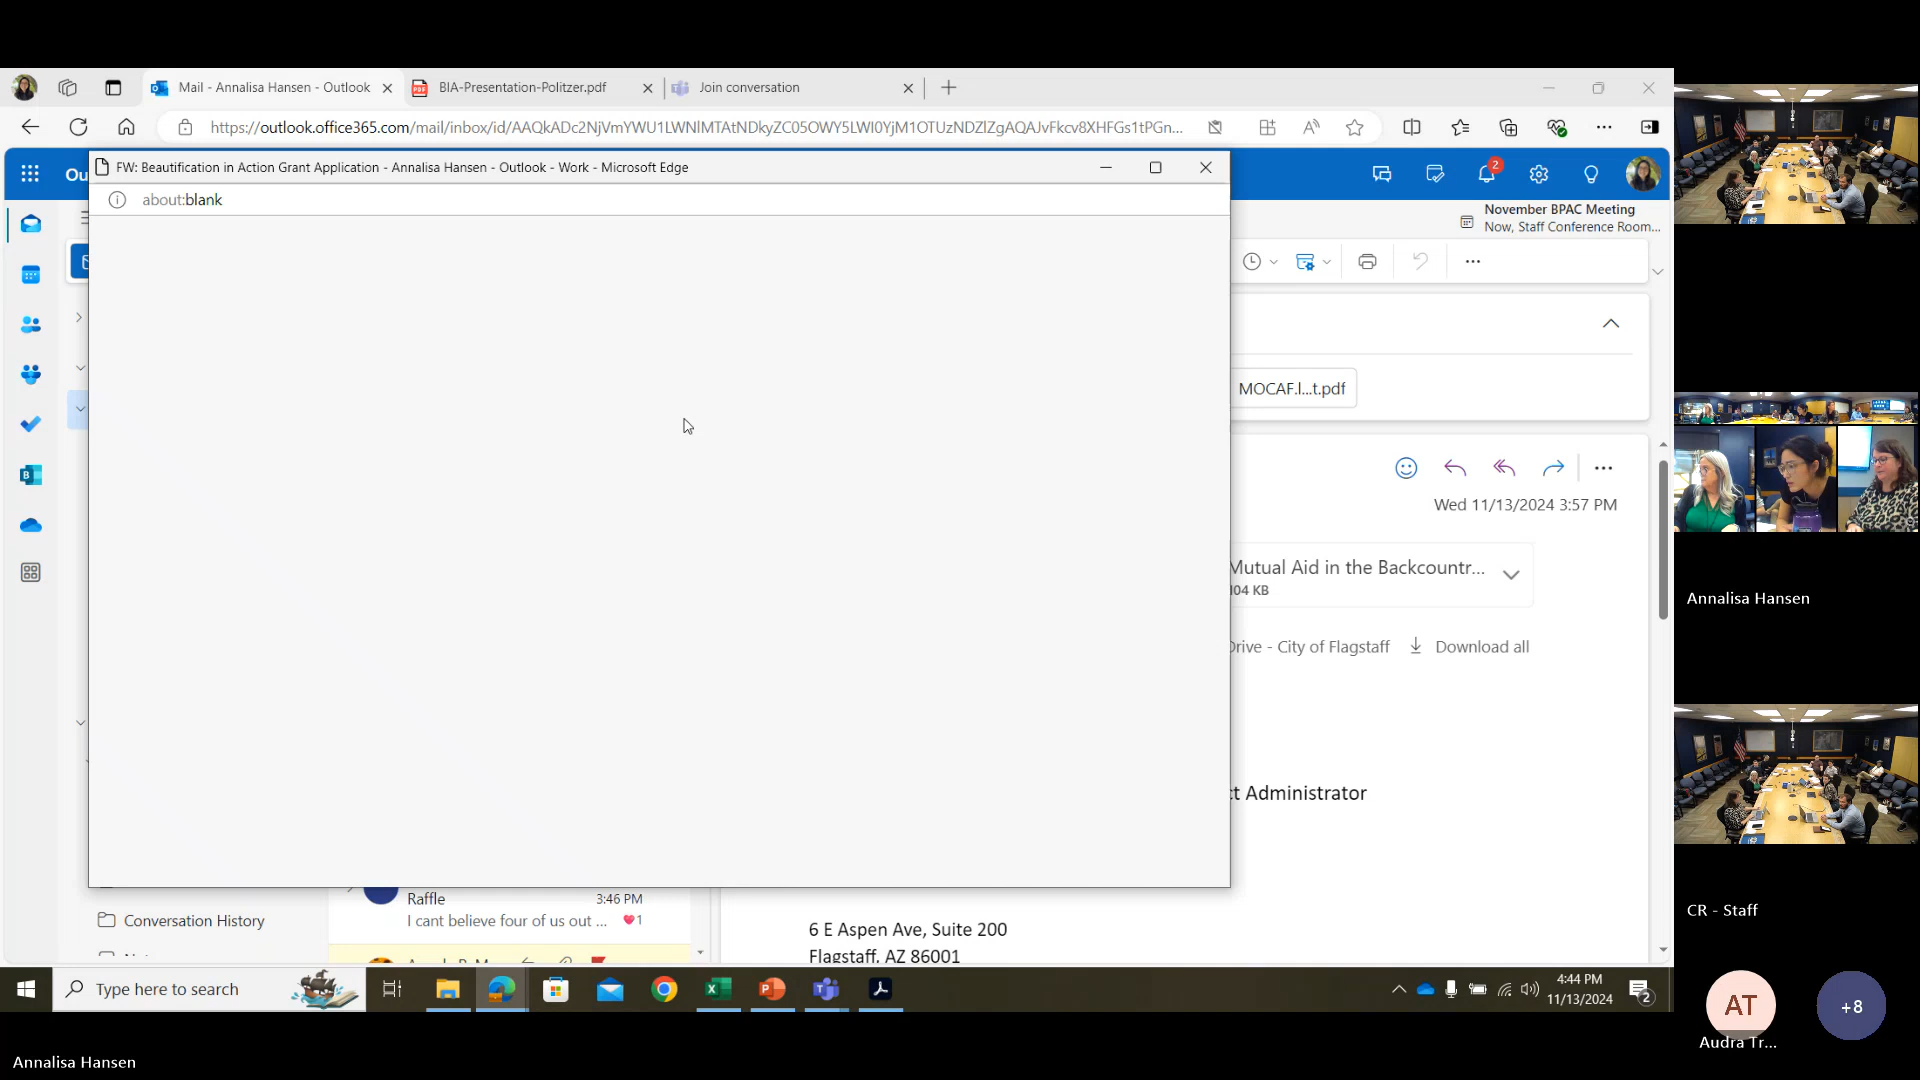 Mail - Annalisa Hansen - Outlook
BIA-Presentation-Politzer.pdf
Join conversation
https://outlook.office365.com/mail/inbox/id/AAQkADc2NjVmYWU1LWNlMTAtNDkyZC05OWY5LWI0YjM1OTUzNDZlZgAQAJvFkcv8XHFGs1tPGn...
FW: Beautification in Action Grant Application - Annalisa Hansen - Outlook - Work - Microsoft Edge
about:blank
Ou
2
November BPAC Meeting
Now, Staff Conference Room...
MOCAF.l...t.pdf
Wed 11/13/2024 3:57 PM
Mutual Aid in the Backcountr...
104 KB
Drive - City of Flagstaff
Download all
ct Administrator
Raffle
3:46 PM
I cant believe four of us out ...
1
Conversation History
6 E Aspen Ave, Suite 200
Flagstaff, AZ 86001
Type here to search
4:44 PM
11/13/2024
2
Annalisa Hansen
CR - Staff
AT
+8
Audra Tr...
Annalisa Hansen